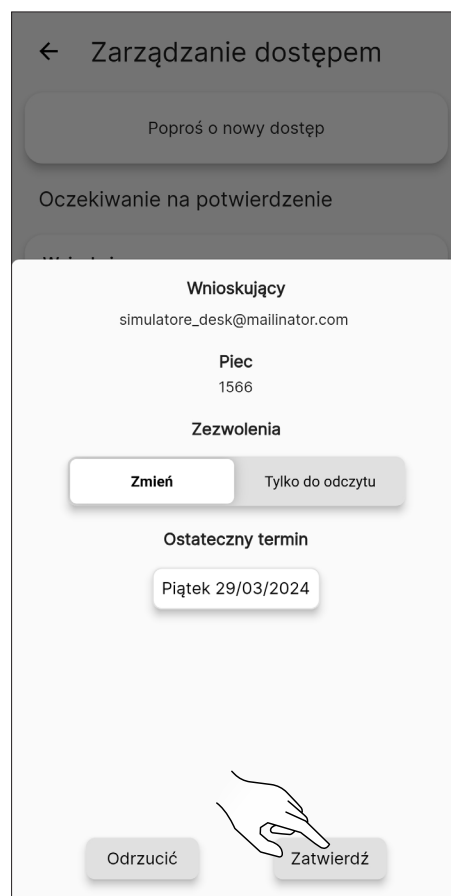 Zarządzanie dostępem
Poproś o nowy dostęp
Oczekiwanie na potwierdzenie
Wnioskujący
simulatore_desk@mailinator.com
Piec
1566
Zezwolenia
Zmień Tylko do odczytu
Ostateczny termin
Piątek 29/03/2024
Odrzucić Zatwierdź